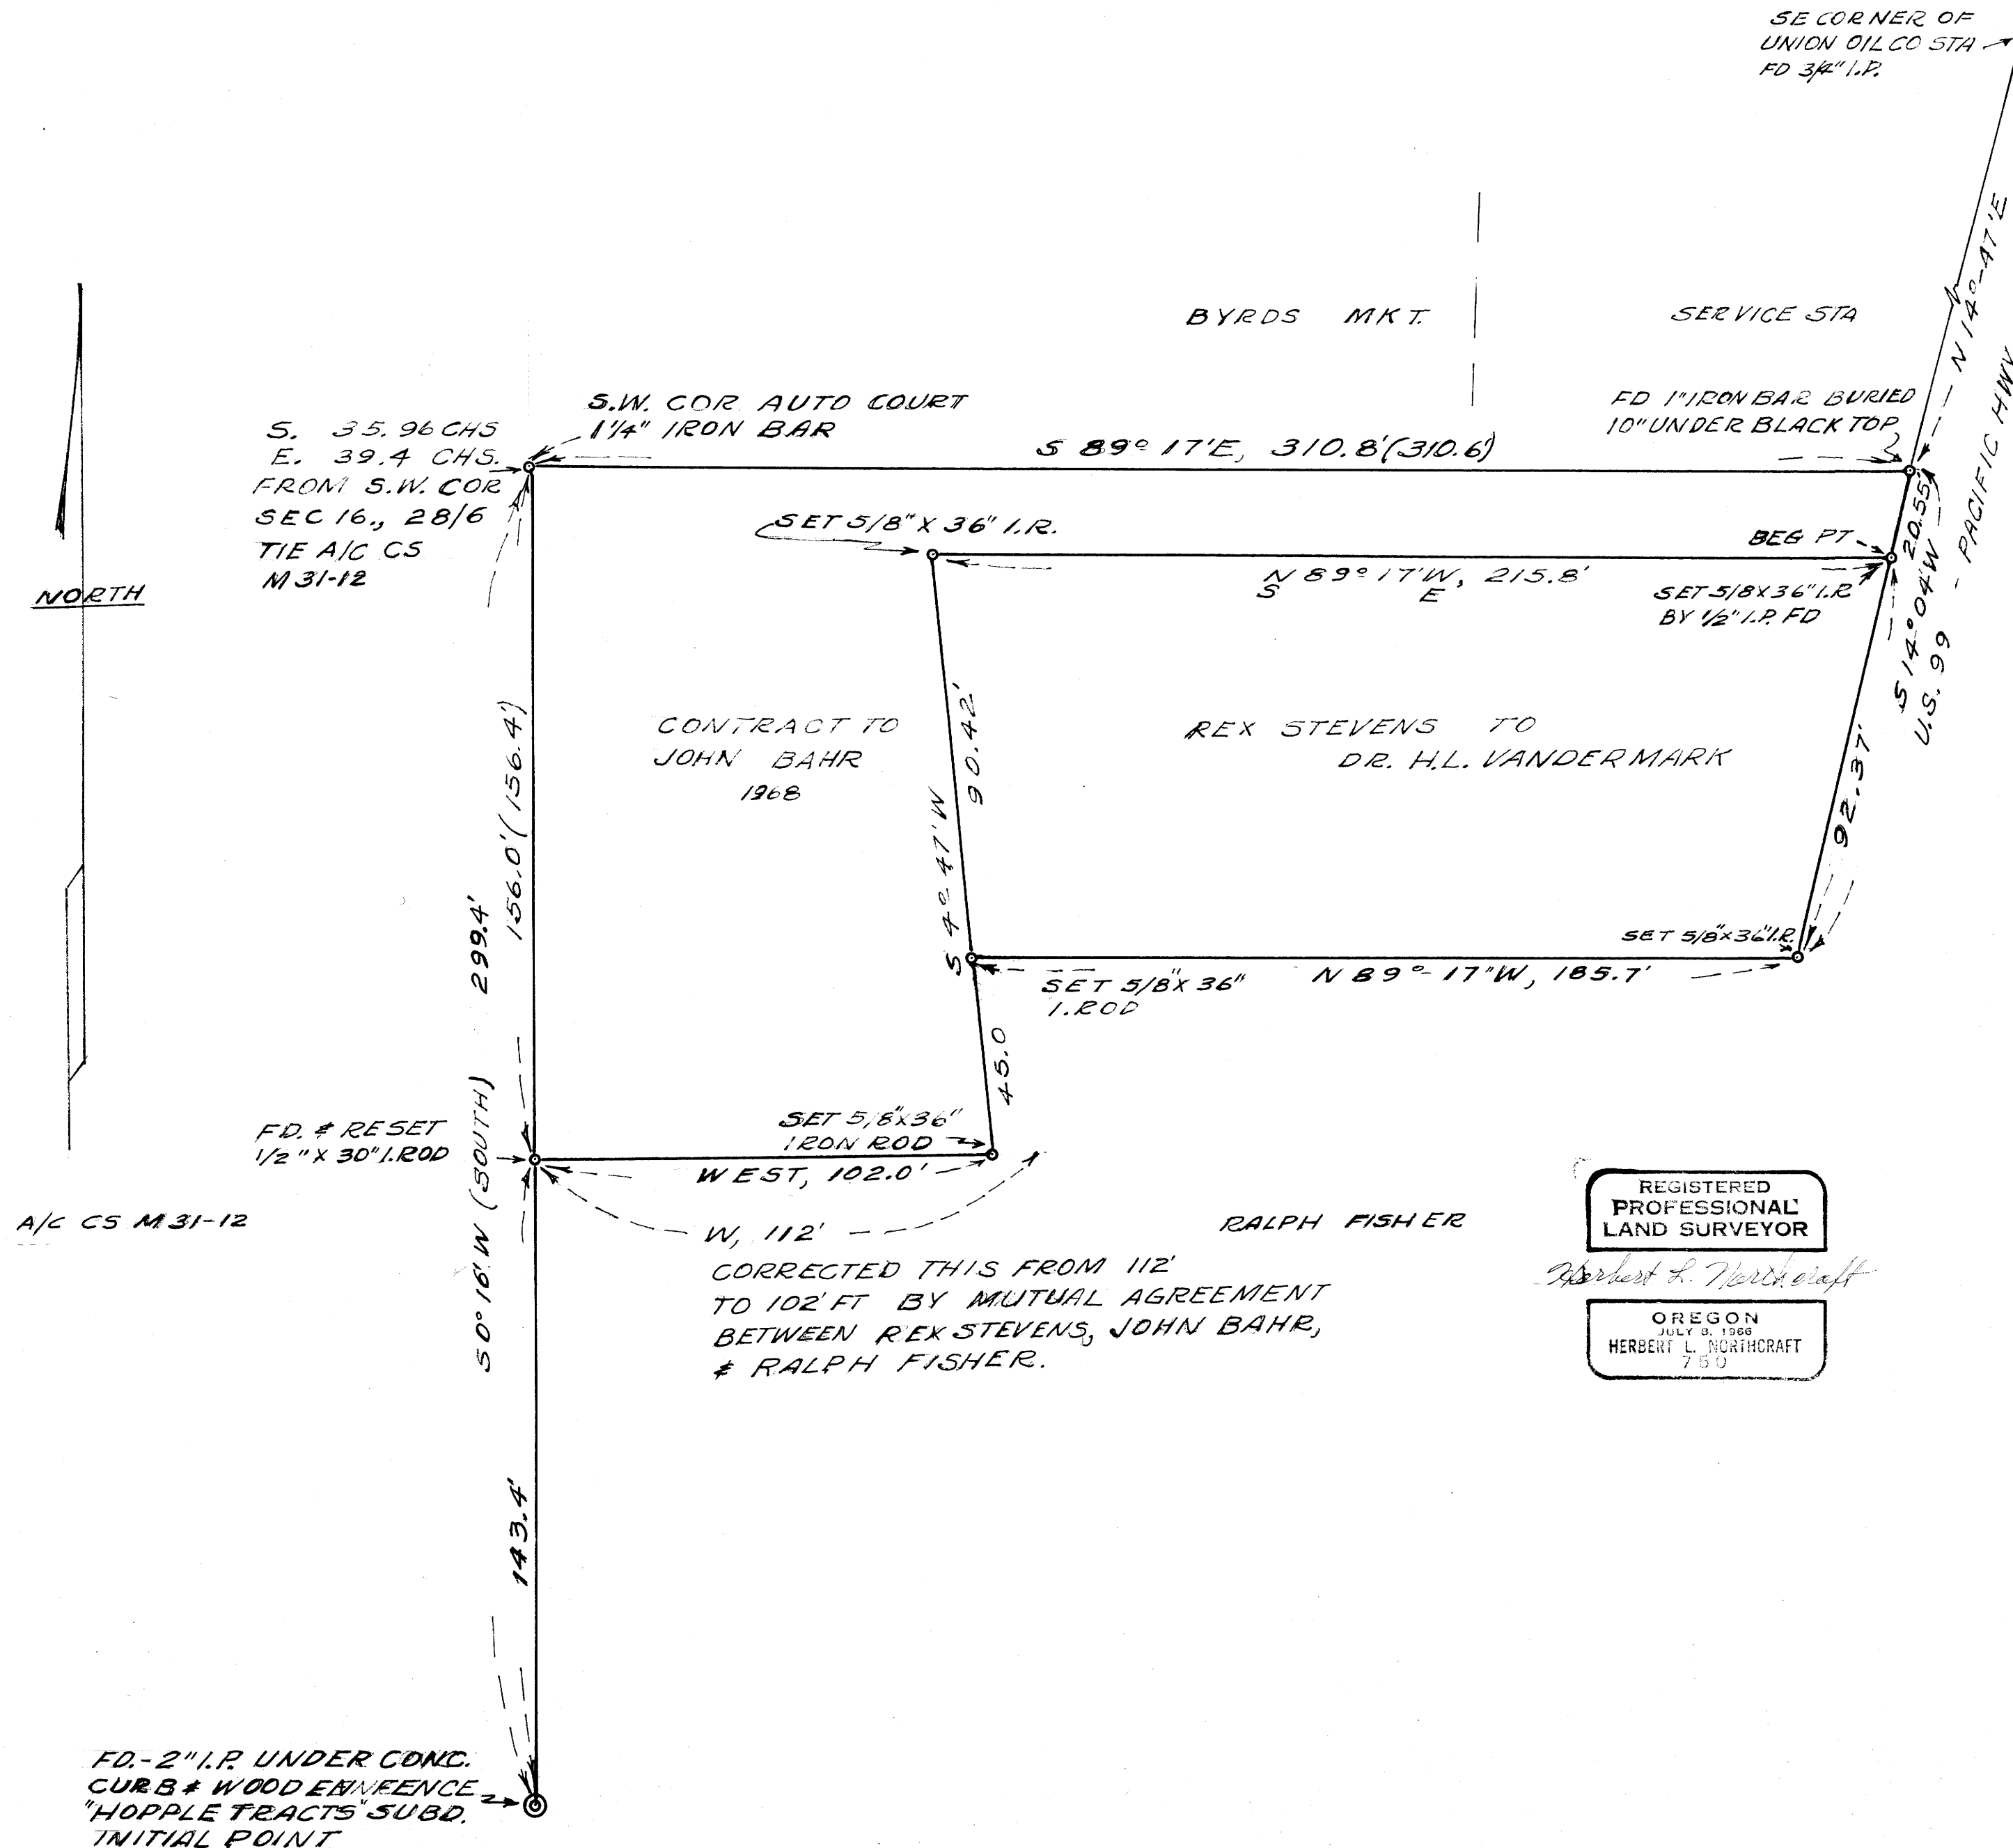 SE CORNER OF
UNION OIL CO STA
FD 3/4" I.P.
N 14°-47'E
BYRDS MKT.
SERVICE STA
- PACIFIC HWY
S.W. COR AUTO COURT
1 1/4" IRON BAR
FD 1" IRON BAR BURIED
10" UNDER BLACK TOP
S. 35.96 CHS
E. 39.4 CHS.
FROM S.W. COR
SEC 16., 28/6
TIE A/C CS
M 31-12
S 89° 17'E, 310.8' (310.6)
20.55'
S 14° 04' W
U.S. 99
SET 5/8" X 36" I.R.
BEG PT
N 89° 17' W, 215.8'
S E
SET 5/8 X 36" I.R
BY 1/2" I.P. FD
NORTH
CONTRACT TO
JOHN BAHR
1968
90.42'
S 4° 47' W
REX STEVENS TO
DR. H.L. VANDERMARK
92.37'
156.0' (156.4')
299.4'
S 0° 16' W (SOUTH)
SET 5/8" X 36" I.R.
SET 5/8" X 36"
I.ROD
N 89°-17"W, 185.7'
45.0
FD. & RESET
1/2" X 30" I.ROD
SET 5/8" X 36"
IRON ROD
WEST, 102.0'
A/C CS M 31-12
W, 112'
RALPH FISHER
CORRECTED THIS FROM 112'
TO 102' FT BY MUTUAL AGREEMENT
BETWEEN REX STEVENS, JOHN BAHR,
& RALPH FISHER.
REGISTERED
PROFESSIONAL
LAND SURVEYOR
Herbert L. Northcraft
OREGON
JULY 8, 1966
HERBERT L. NORTHCRAFT
750
143.4'
FD.-2" I.P. UNDER CONC.
CURB & WOOD FENCE
"HOPPLE TRACTS" SUBD.
INITIAL POINT